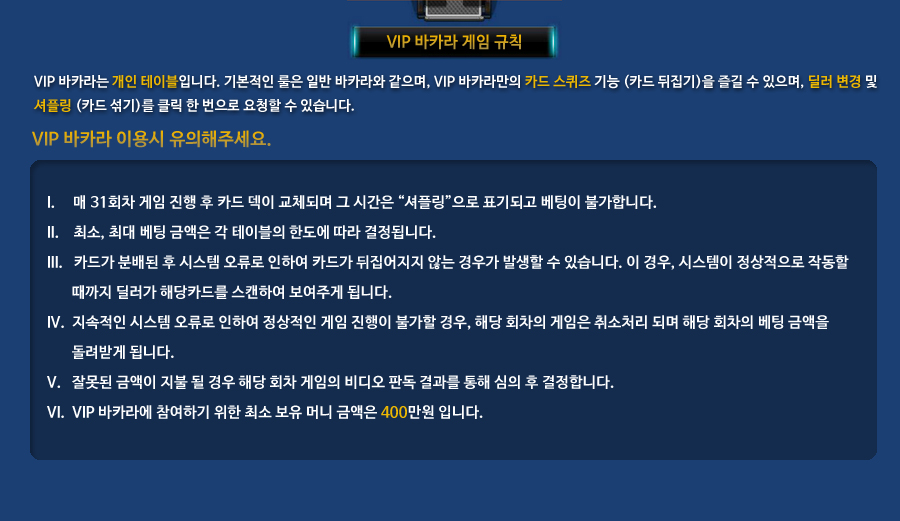 VIP 바카라 게임 규칙
VIP 바카라는 개인 테이블입니다. 기본적인 룰은 일반 바카라와 같으며, VIP 바카라만의 카드 스퀴즈 기능 (카드 뒤집기)을 즐길 수 있으며, 딜러 변경 및
셔플링 (카드 섞기)를 클릭 한 번으로 요청할 수 있습니다.
VIP 바카라 이용시 유의해주세요.
I. 매 31회차 게임 진행 후 카드 덱이 교체되며 그 시간은 “셔플링”으로 표기되고 베팅이 불가합니다.
II. 최소, 최대 베팅 금액은 각 테이블의 한도에 따라 결정됩니다.
III. 카드가 분배된 후 시스템 오류로 인하여 카드가 뒤집어지지 않는 경우가 발생할 수 있습니다. 이 경우, 시스템이 정상적으로 작동할
때까지 딜러가 해당카드를 스캔하여 보여주게 됩니다.
IV. 지속적인 시스템 오류로 인하여 정상적인 게임 진행이 불가할 경우, 해당 회차의 게임은 취소처리 되며 해당 회차의 베팅 금액을
돌려받게 됩니다.
V. 잘못된 금액이 지불 될 경우 해당 회차 게임의 비디오 판독 결과를 통해 심의 후 결정합니다.
VI. VIP 바카라에 참여하기 위한 최소 보유 머니 금액은 400만원 입니다.